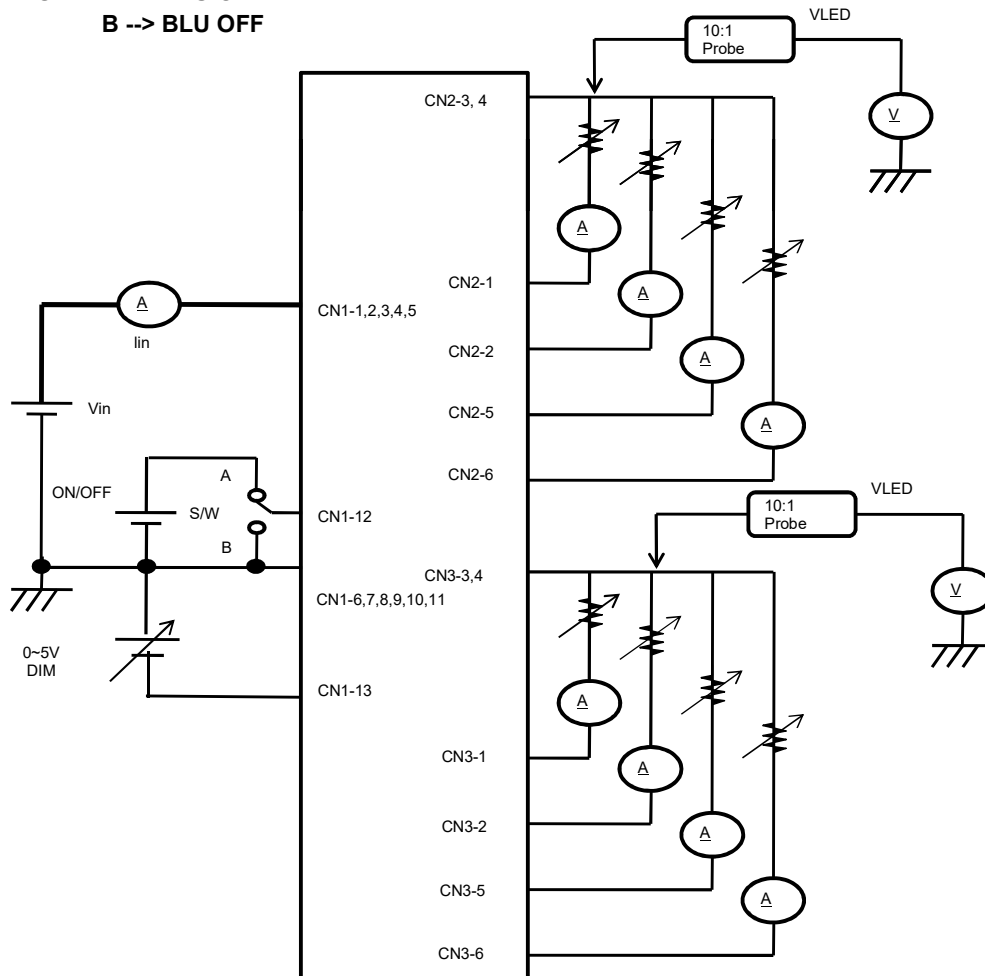 B --> BLU OFF
VLED
10:1
Probe
V
CN2-3, 4
A
CN2-1
A
Iin
CN1-1,2,3,4,5
A
CN2-2
A
Vin
CN2-5
A
CN2-6
ON/OFF
S/W
A
B
CN1-12
VLED
10:1
Probe
V
CN3-3,4
CN1-6,7,8,9,10,11
0~5V
DIM
CN1-13
A
CN3-1
A
CN3-2
A
CN3-5
A
CN3-6